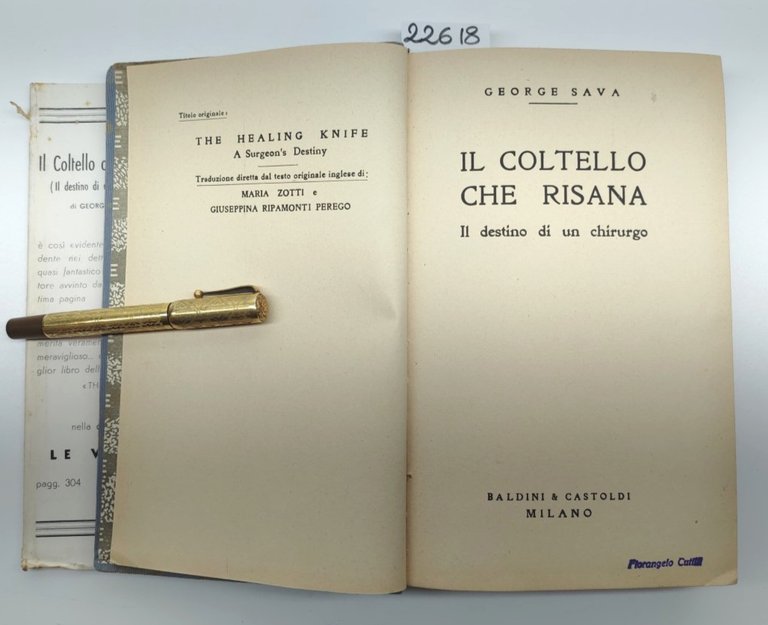 22618
Il Coltello
(Il destino di
di GEORG
è così evidente
dente nei dett
quasi fantastico
tore avvinto da
tima pagina
merita
meraviglioso...
glior libro dell
«TH
nella
LE V
pagg. 304
Titolo originale:
THE HEALING KNIFE
A Surgeon's Destiny
Traduzione diretta dal testo originale inglese di:
MARIA ZOTTI e
GIUSEPPINA RIPAMONTI PEREGO
GEORGE SAVA
IL COLTELLO
CHE RISANA
Il destino di un chirurgo
BALDINI & CASTOLDI
MILANO
Fiorangelo